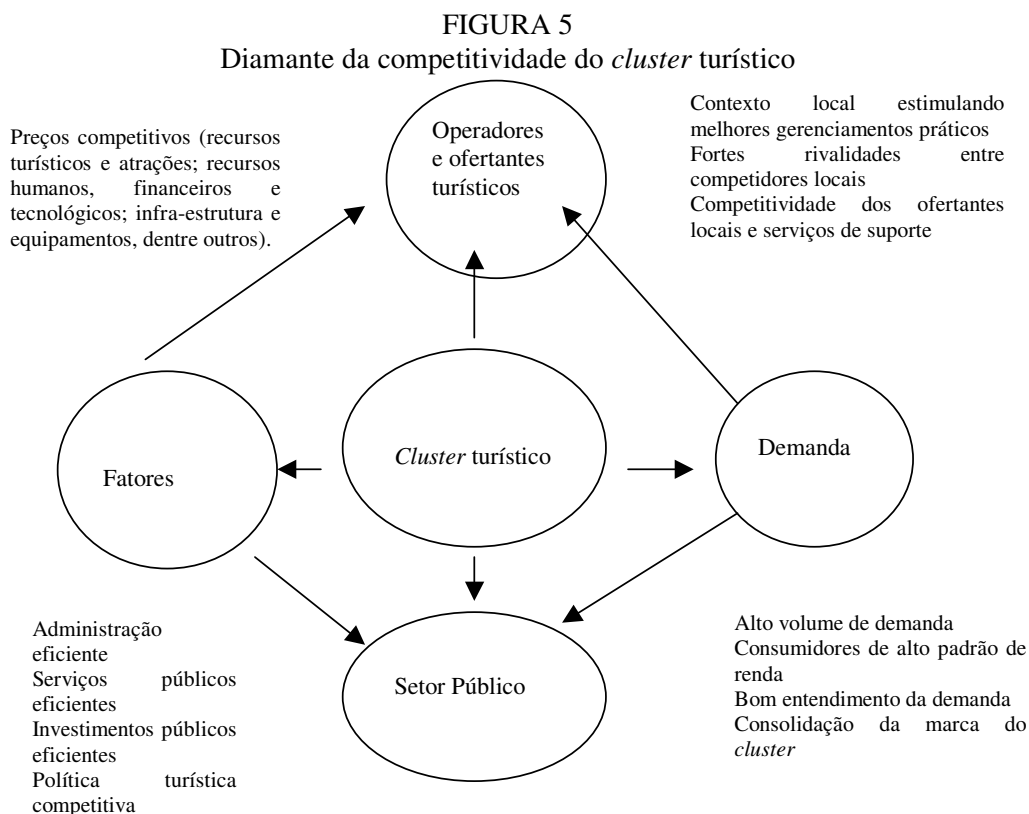 FIGURA 5
Diamante da competitividade do cluster turístico
Preços competitivos (recursos
turísticos e atrações; recursos
humanos, financeiros e
tecnológicos; infra-estrutura e
equipamentos, dentre outros).
Operadores
e ofertantes
turísticos
Contexto local estimulando
melhores gerenciamentos práticos
Fortes rivalidades entre
competidores locais
Competitividade dos ofertantes
locais e serviços de suporte
Fatores
Cluster turístico
Demanda
Administração
eficiente
Serviços públicos
eficientes
Investimentos públicos
eficientes
Política turística
competitiva
Setor Público
Alto volume de demanda
Consumidores de alto padrão de
renda
Bom entendimento da demanda
Consolidação da marca do
cluster